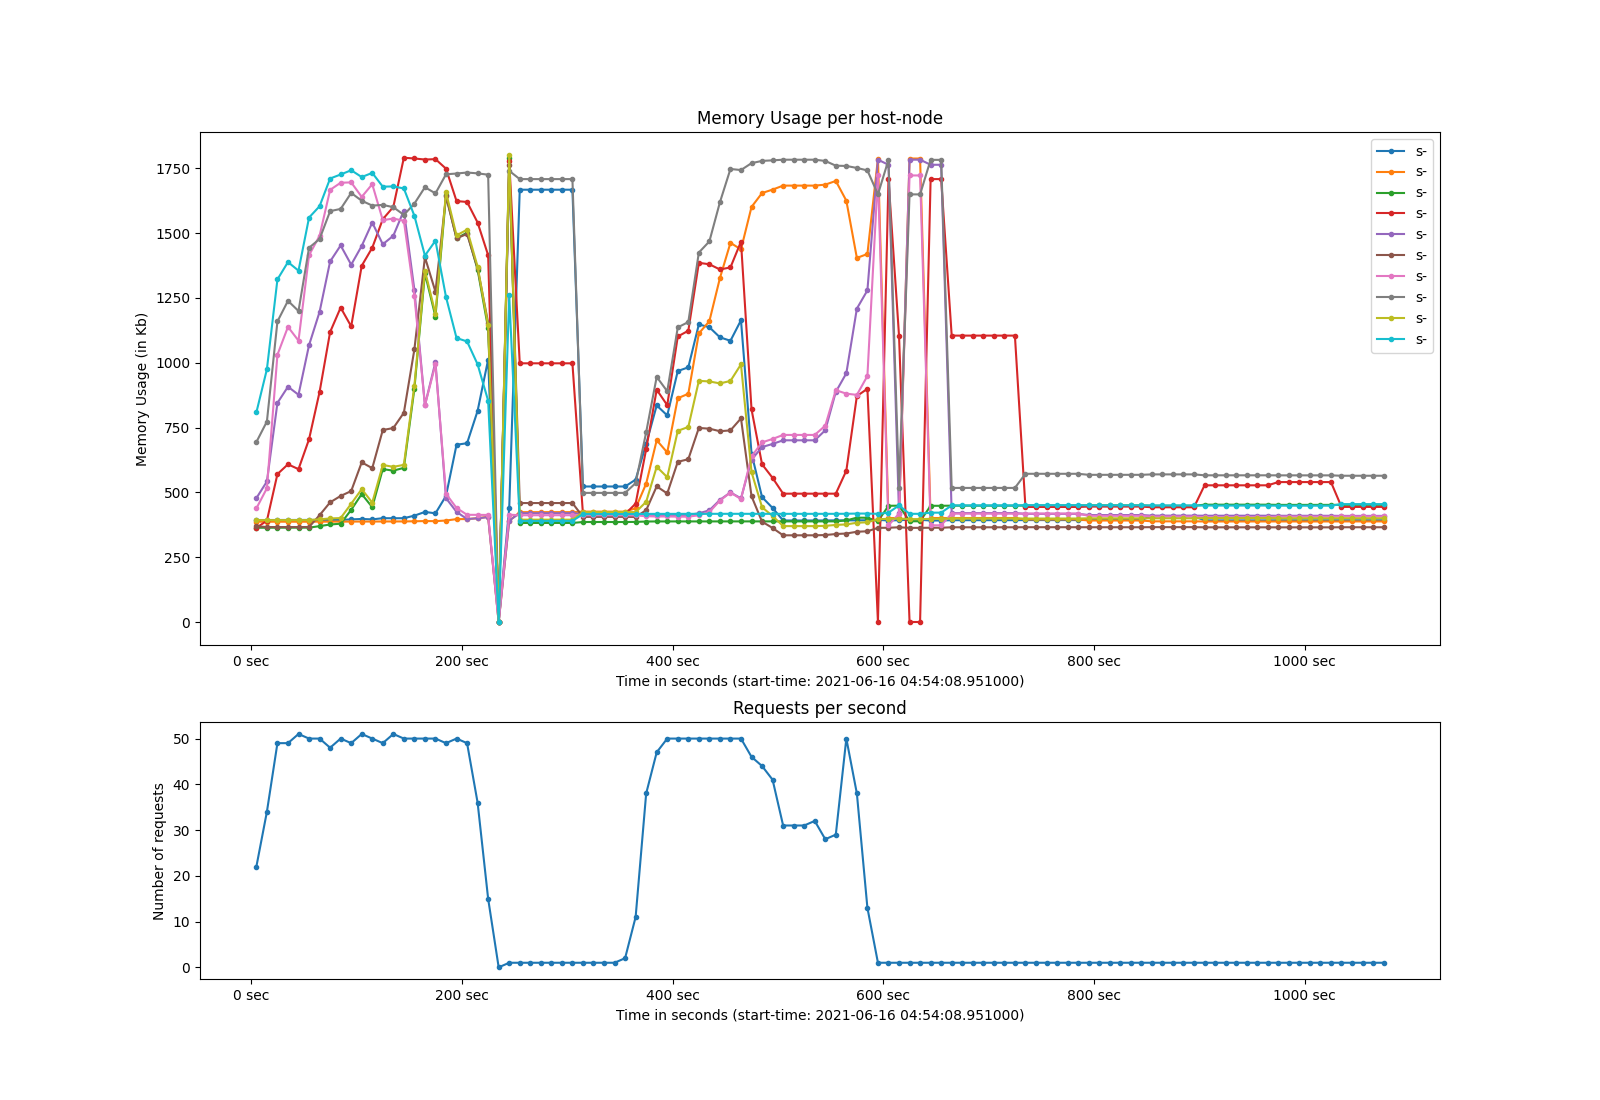 Memory Usage per host-node
Memory Usage (in Kb)
1750
1500
1250
1000
750
500
250
0
s-
s-
s-
s-
s-
s-
s-
s-
s-
s-
0 sec 200 sec 400 sec 600 sec 800 sec 1000 sec
Time in seconds (start-time: 2021-06-16 04:54:08.951000)
Requests per second
Number of requests
50
40
30
20
10
0
0 sec 200 sec 400 sec 600 sec 800 sec 1000 sec
Time in seconds (start-time: 2021-06-16 04:54:08.951000)